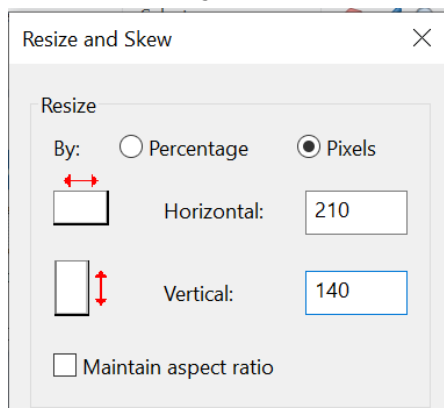 Resize and Skew
Resize
By: Percentage Pixels
Horizontal: 210
Vertical: 140
Maintain aspect ratio